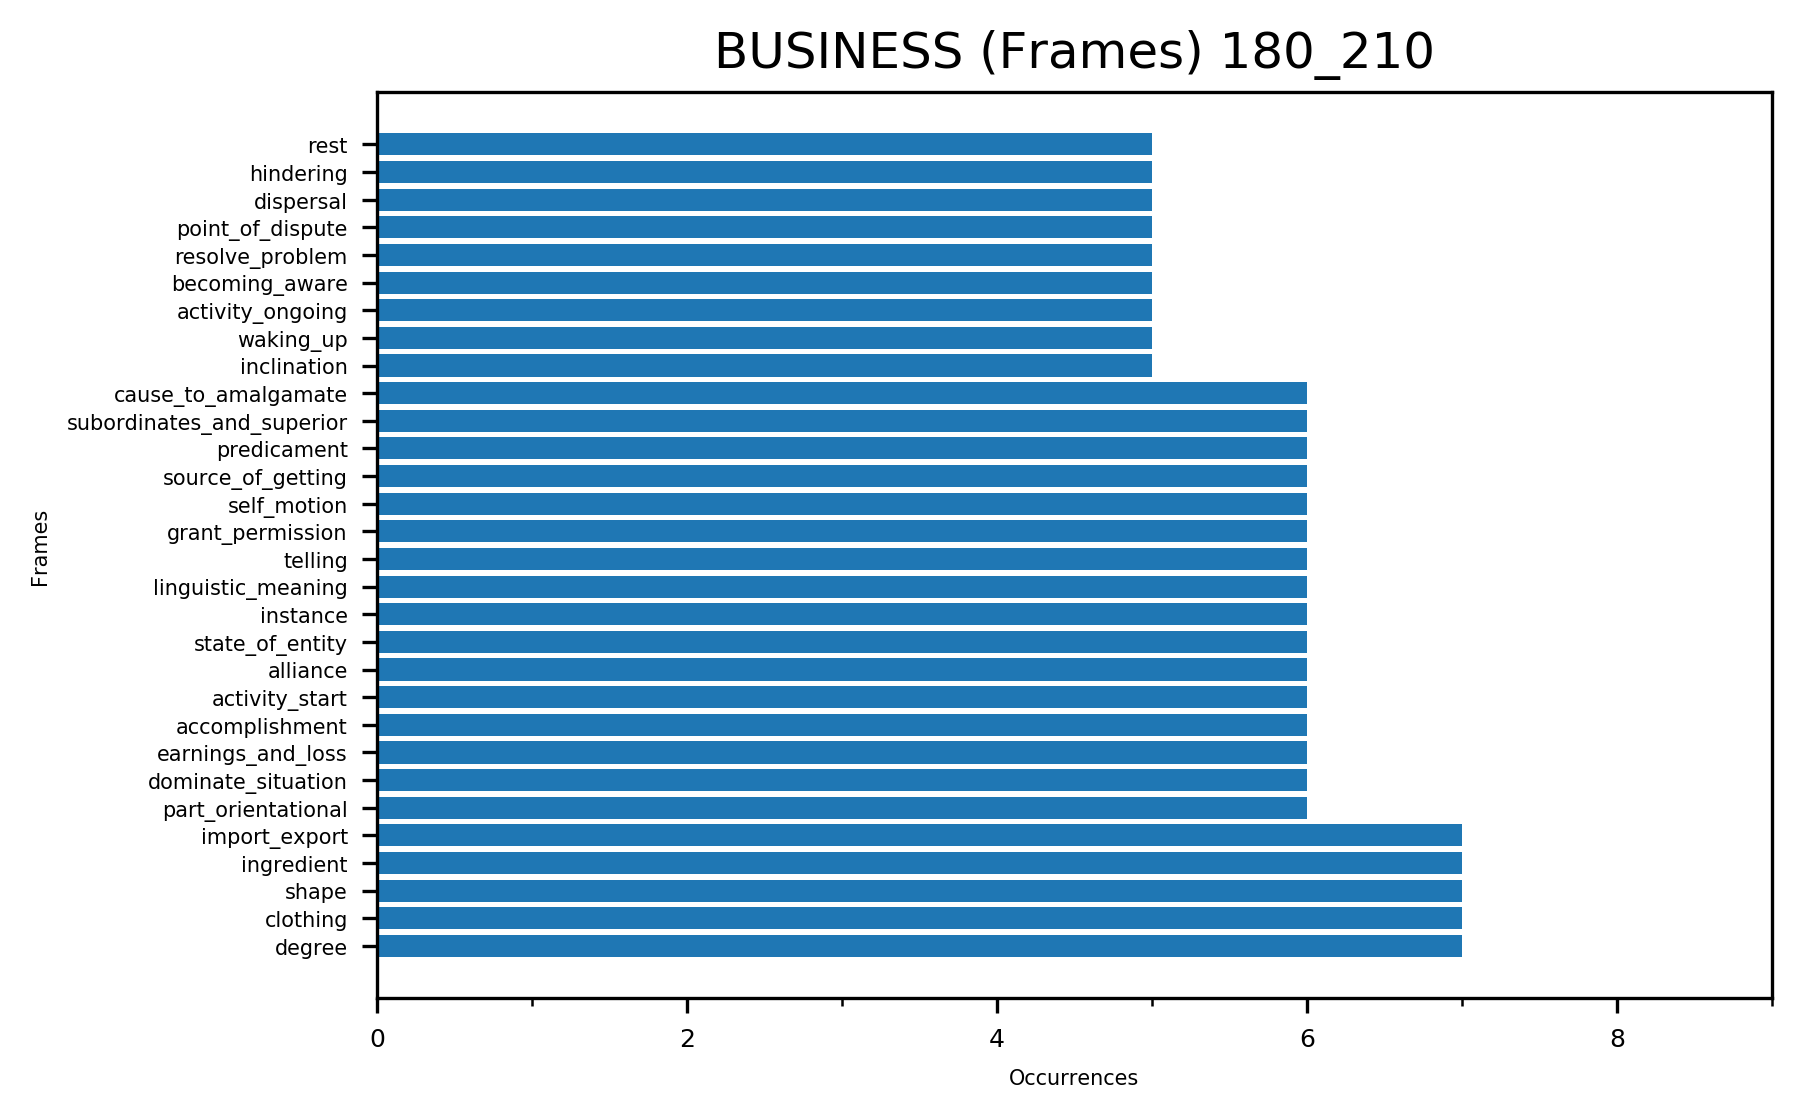 BUSINESS (Frames) 180_210
rest
hindering
dispersal
point_of_dispute
resolve_problem
becoming_aware
activity_ongoing
waking_up
inclination
cause_to_amalgamate
subordinates_and_superior
predicament
source_of_getting
self_motion
grant_permission
telling
linguistic_meaning
instance
state_of_entity
alliance
activity_start
accomplishment
earnings_and_loss
dominate_situation
part_orientational
import_export
ingredient
shape
clothing
degree
Frames
0 2 4 6 8
Occurrences